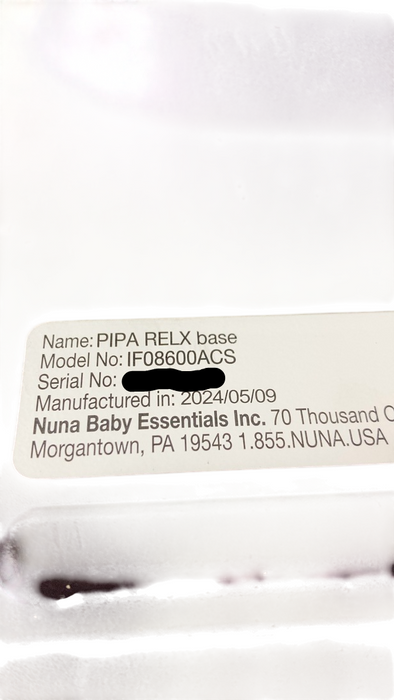 Name: PIPA RELX base
Model No: IF08600ACS
Serial No:
Manufactured in: 2024/05/09
Nuna Baby Essentials Inc. 70 Thousand
Morgantown, PA 19543 1.855.NUNA.USA